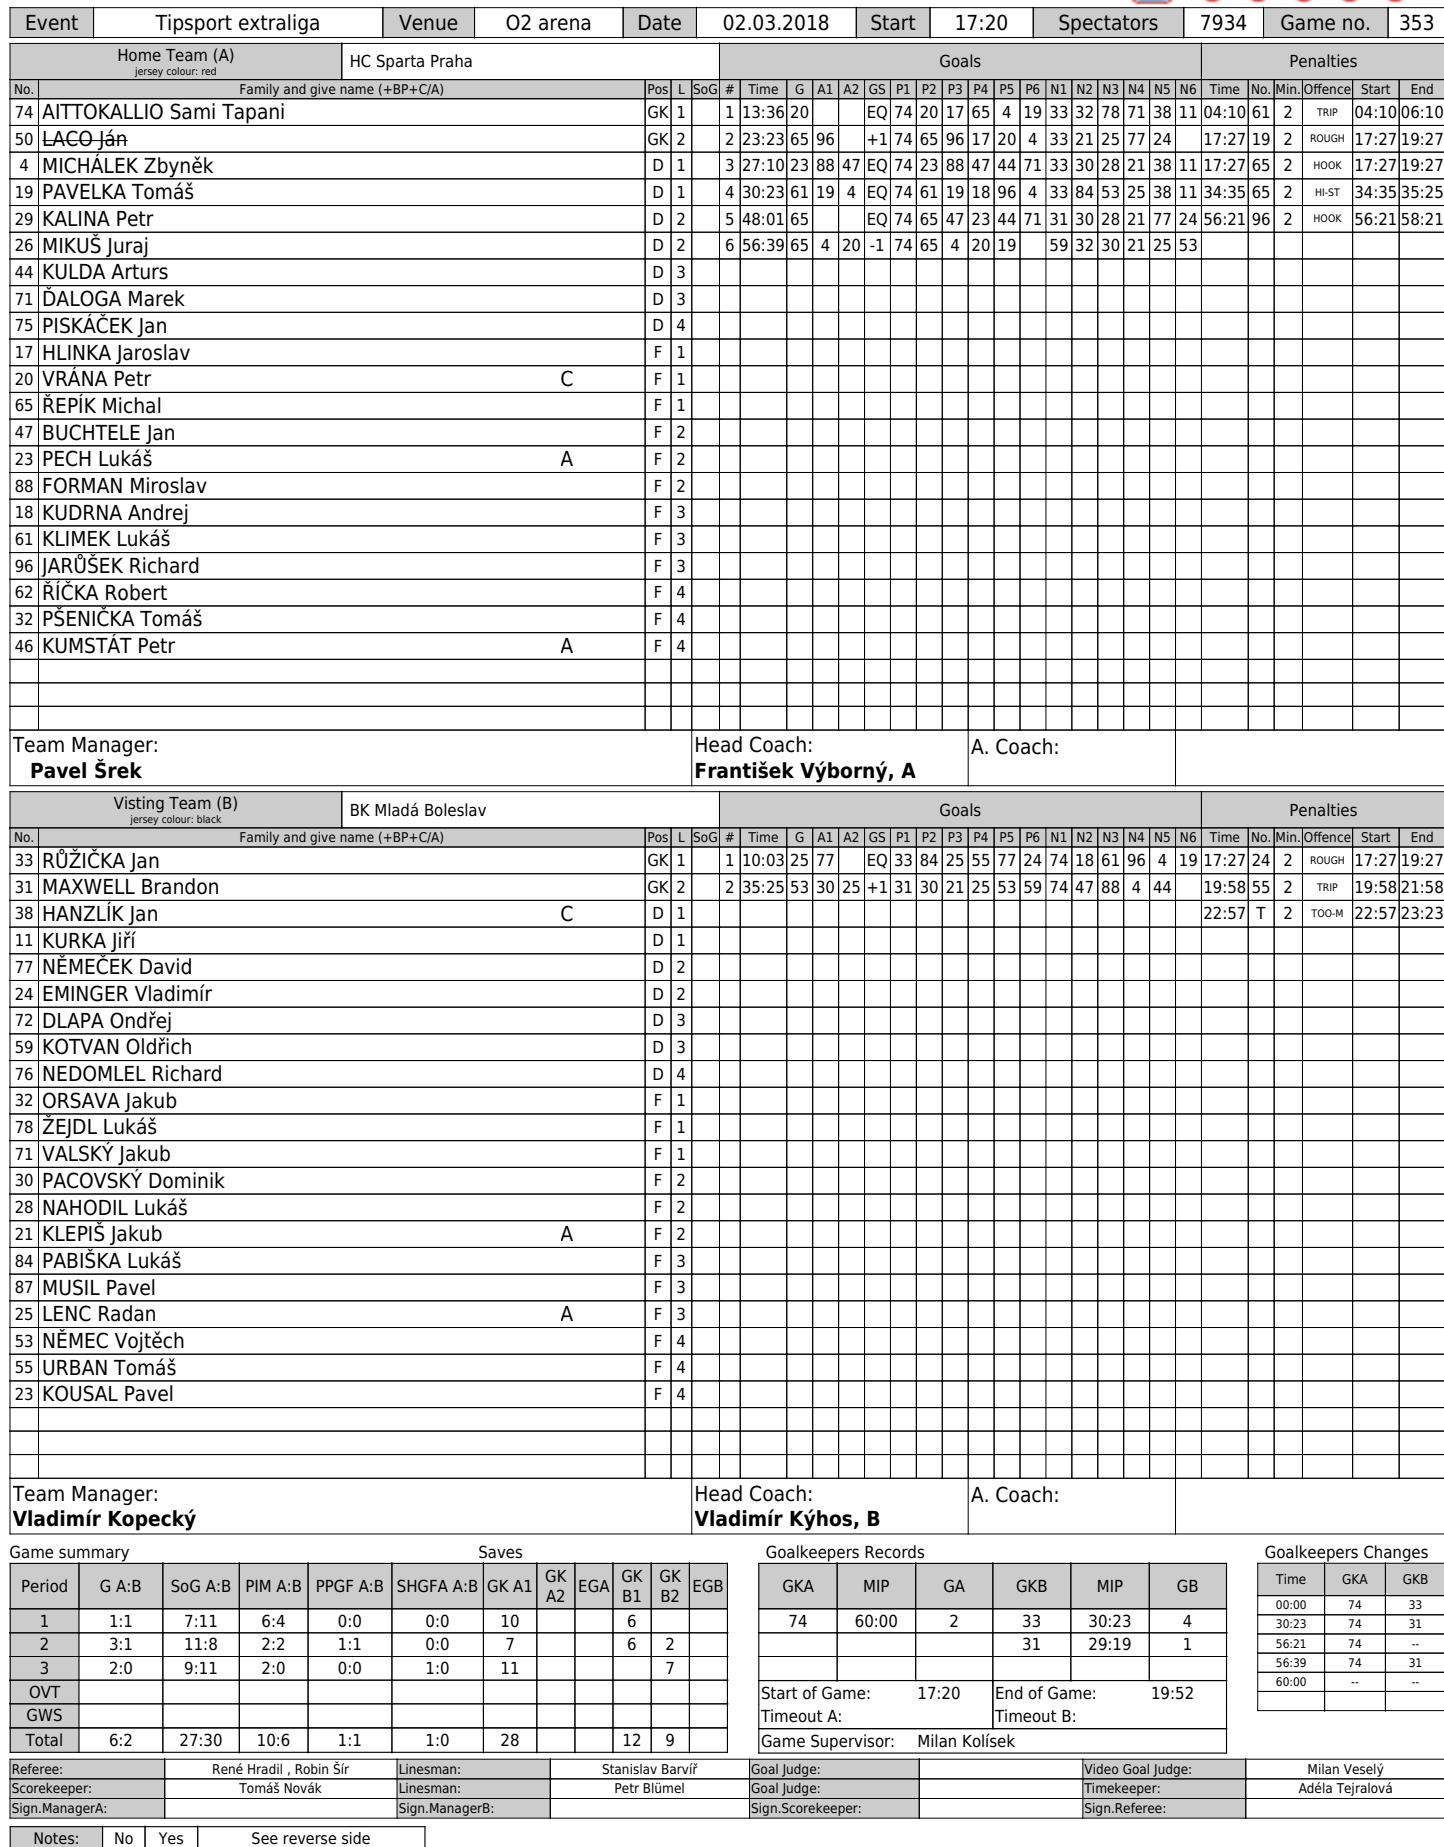 Event Tipsport extraliga Venue O2 arena Date 02.03.2018 Start 17:20 Spectators 7934 Game no. 353
Home Team (A) HC Sparta Praha Goals Penalties
jersey colour: red
No. Family and give name (+BP+C/A) Pos L SoG # Time G A1 A2 GS P1 P2 P3 P4 P5 P6 N1 N2 N3 N4 N5 N6 Time No. Min. Offence Start End
74 AITTOKALLIO Sami Tapani GK 1 1 13:36 20 EQ 74 20 17 65 4 19 33 32 78 71 38 11 04:10 61 2 TRIP 04:10 06:10
50 LACO Ján GK 2 2 23:23 65 96 +1 74 65 96 17 20 4 33 21 25 77 24 17:27 19 2 ROUGH 17:27 19:27
4 MICHÁLEK Zbyněk D 1 3 27:10 23 88 47 EQ 74 23 88 47 44 71 33 30 28 21 38 11 17:27 65 2 HOOK 17:27 19:27
19 PAVELKA Tomáš D 1 4 30:23 61 19 4 EQ 74 61 19 18 96 4 33 84 53 25 38 11 34:35 65 2 HI-ST 34:35 35:25
29 KALINA Petr D 2 5 48:01 65 EQ 74 65 47 23 44 71 31 30 28 21 77 24 56:21 96 2 HOOK 56:21 58:21
26 MIKUŠ Juraj D 2 6 56:39 65 4 20 -1 74 65 4 20 19 59 32 30 21 25 53
44 KULDA Arturs D 3
71 ĎALOGA Marek D 3
75 PISKÁČEK Jan D 4
17 HLINKA Jaroslav F 1
20 VRÁNA Petr C F 1
65 ŘEPÍK Michal F 1
47 BUCHTELE Jan F 2
23 PECH Lukáš A F 2
88 FORMAN Miroslav F 2
18 KUDRNA Andrej F 3
61 KLIMEK Lukáš F 3
96 JARŮŠEK Richard F 3
62 ŘÍČKA Robert F 4
32 PŠENIČKA Tomáš F 4
46 KUMSTÁT Petr A F 4
Team Manager: Head Coach: A. Coach:
Pavel Šrek František Výborný, A
Visting Team (B) BK Mladá Boleslav Goals Penalties
jersey colour: black
No. Family and give name (+BP+C/A) Pos L SoG # Time G A1 A2 GS P1 P2 P3 P4 P5 P6 N1 N2 N3 N4 N5 N6 Time No. Min. Offence Start End
33 RŮŽIČKA Jan GK 1 1 10:03 25 77 EQ 33 84 25 55 77 24 74 18 61 96 4 19 17:27 24 2 ROUGH 17:27 19:27
31 MAXWELL Brandon GK 2 2 35:25 53 30 25 +1 31 30 21 25 53 59 74 47 88 4 44 19:58 55 2 TRIP 19:58 21:58
38 HANZLÍK Jan C D 1 22:57 T 2 TOO-M 22:57 23:23
11 KURKA Jiří D 1
77 NĚMEČEK David D 2
24 EMINGER Vladimír D 2
72 DLAPA Ondřej D 3
59 KOTVAN Oldřich D 3
76 NEDOMLEL Richard D 4
32 ORSAVA Jakub F 1
78 ŽEJDL Lukáš F 1
71 VALSKÝ Jakub F 1
30 PACOVSKÝ Dominik F 2
28 NAHODIL Lukáš F 2
21 KLEPIŠ Jakub A F 2
84 PABIŠKA Lukáš F 3
87 MUSIL Pavel F 3
25 LENC Radan A F 3
53 NĚMEC Vojtěch F 4
55 URBAN Tomáš F 4
23 KOUSAL Pavel F 4
Team Manager: Head Coach: A. Coach:
Vladimír Kopecký Vladimír Kýhos, B
Game summary Saves
Period G A:B SoG A:B PIM A:B PPGF A:B SHGFA A:B GK A1 GK A2 EGA GK B1 GK B2 EGB
1 1:1 7:11 6:4 0:0 0:0 10 6
2 3:1 11:8 2:2 1:1 0:0 7 6 2
3 2:0 9:11 2:0 0:0 1:0 11 7
OVT
GWS
Total 6:2 27:30 10:6 1:1 1:0 28 12 9
Goalkeepers Records
GKA MIP GA GKB MIP GB
74 60:00 2 33 30:23 4
31 29:19 1
Start of Game: 17:20 End of Game: 19:52
Timeout A: Timeout B:
Game Supervisor: Milan Kolísek
Goalkeepers Changes
Time GKA GKB
00:00 74 33
30:23 74 31
56:21 74 --
56:39 74 31
60:00 -- --
Referee: René Hradil , Robin Šír Linesman: Stanislav Barvíř Goal Judge: Video Goal Judge: Milan Veselý
Scorekeeper: Tomáš Novák Linesman: Petr Blümel Goal Judge: Timekeeper: Adéla Tejralová
Sign.ManagerA: Sign.ManagerB: Sign.Scorekeeper: Sign.Referee:
Notes: No Yes See reverse side